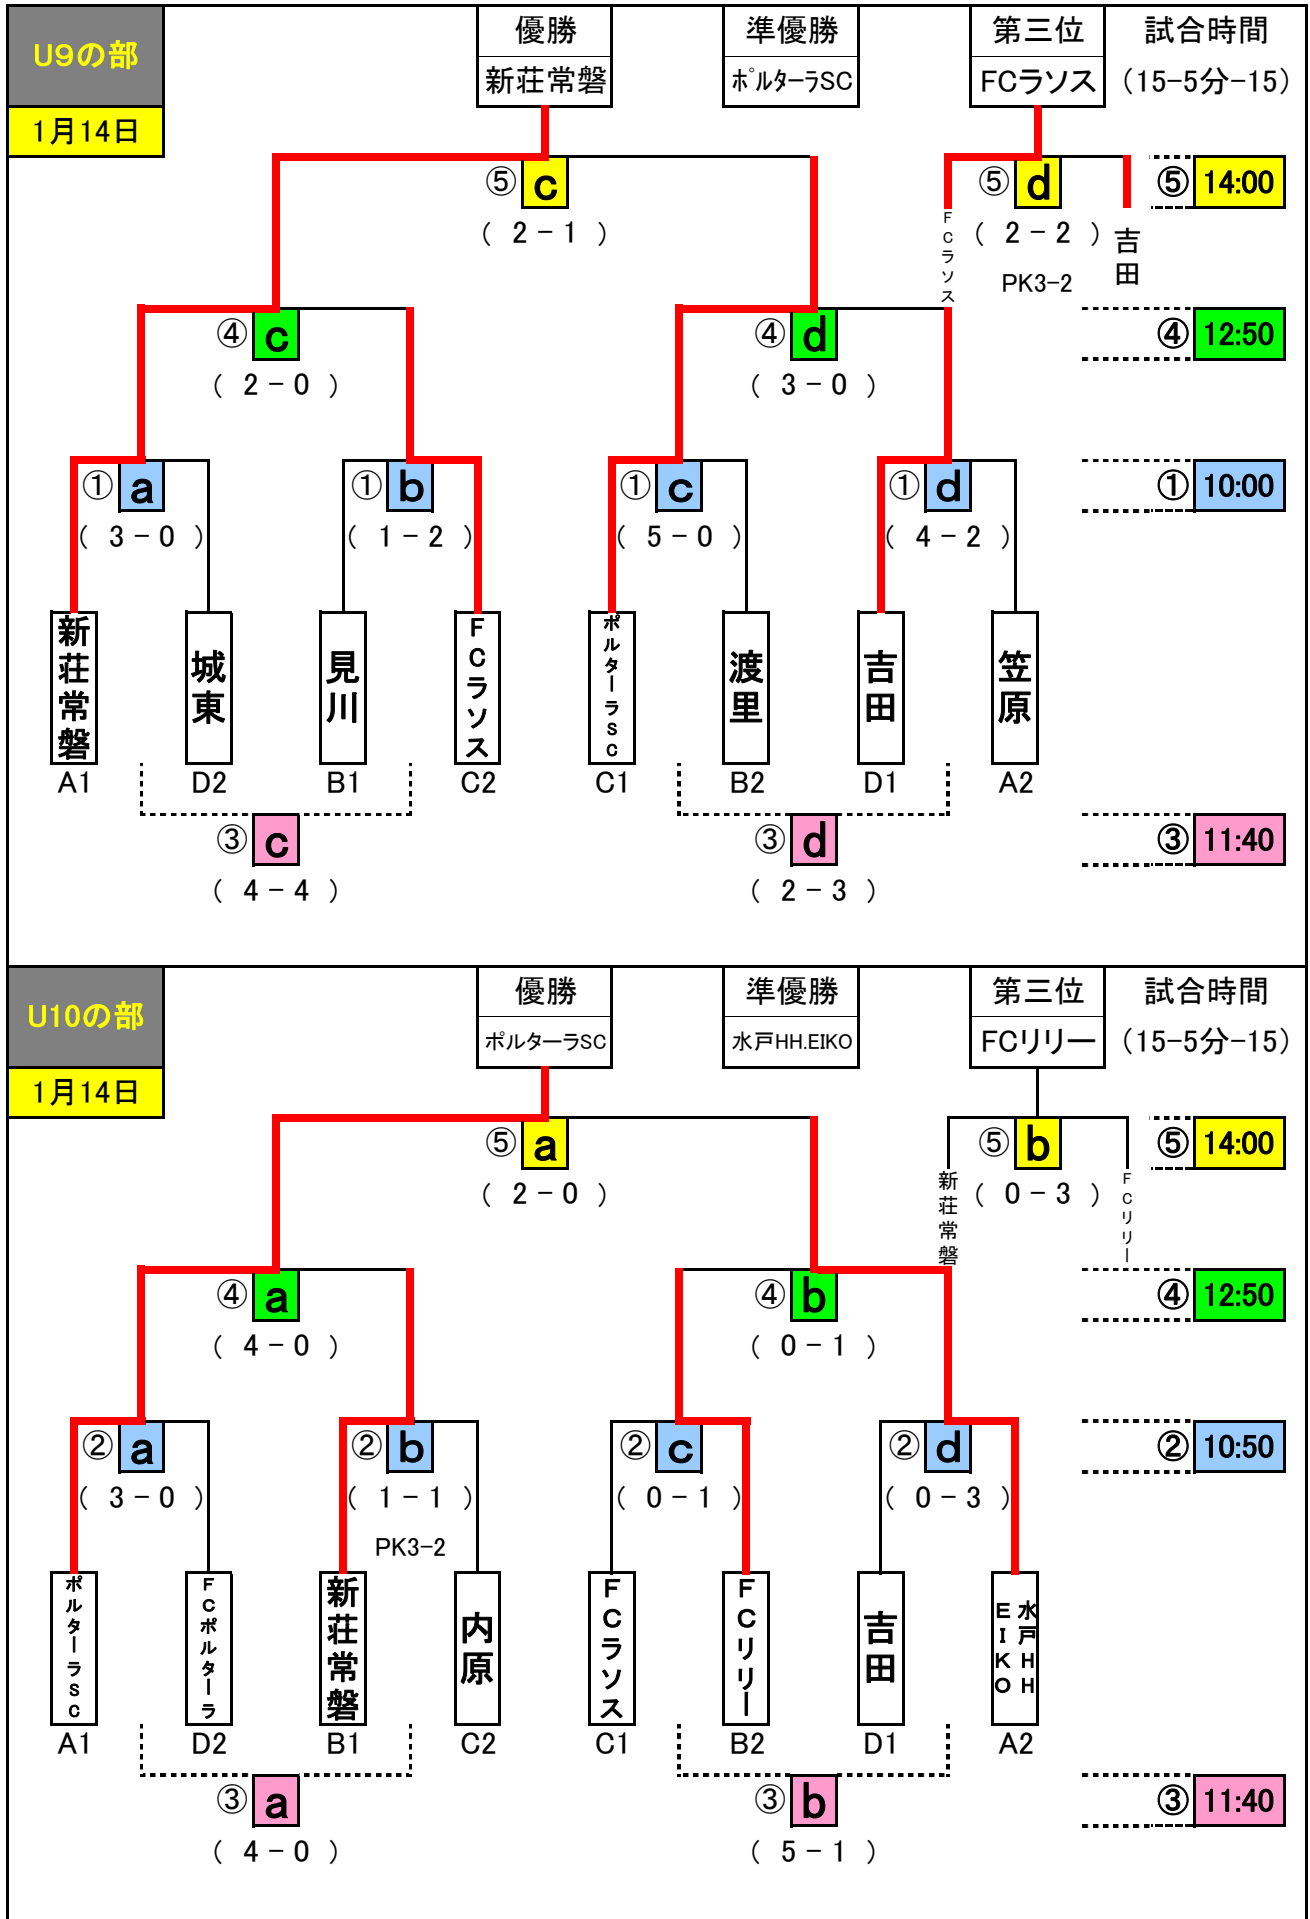 U9の部
1月14日
優勝
新荘常磐
準優勝
ポルターラSC
第三位
FCラソス
試合時間
(15-5分-15)
⑤ c
( 2 - 1 )
⑤ d
( 2 - 2 )
PK3-2
FCラソス
吉田
⑤ 14:00
④ c
( 2 - 0 )
④ d
( 3 - 0 )
④ 12:50
① a
( 3 - 0 )
① b
( 1 - 2 )
① c
( 5 - 0 )
① d
( 4 - 2 )
① 10:00
新荘常磐
城東
見川
FCラソス
ポルターラSC
渡里
吉田
笠原
A1 D2 B1 C2 C1 B2 D1 A2
③ c
( 4 - 4 )
③ d
( 2 - 3 )
③ 11:40
U10の部
1月14日
優勝
ポルターラSC
準優勝
水戸HH.EIKO
第三位
FCリリー
試合時間
(15-5分-15)
⑤ a
( 2 - 0 )
⑤ b
( 0 - 3 )
新荘常磐
FCリリー
⑤ 14:00
④ a
( 4 - 0 )
④ b
( 0 - 1 )
④ 12:50
② a
( 3 - 0 )
② b
( 1 - 1 )
PK3-2
② c
( 0 - 1 )
② d
( 0 - 3 )
② 10:50
ポルターラSC
FCポルターラ
新荘常磐
内原
FCラソス
FCリリー
吉田
水戸HH
EIKO
A1 D2 B1 C2 C1 B2 D1 A2
③ a
( 4 - 0 )
③ b
( 5 - 1 )
③ 11:40